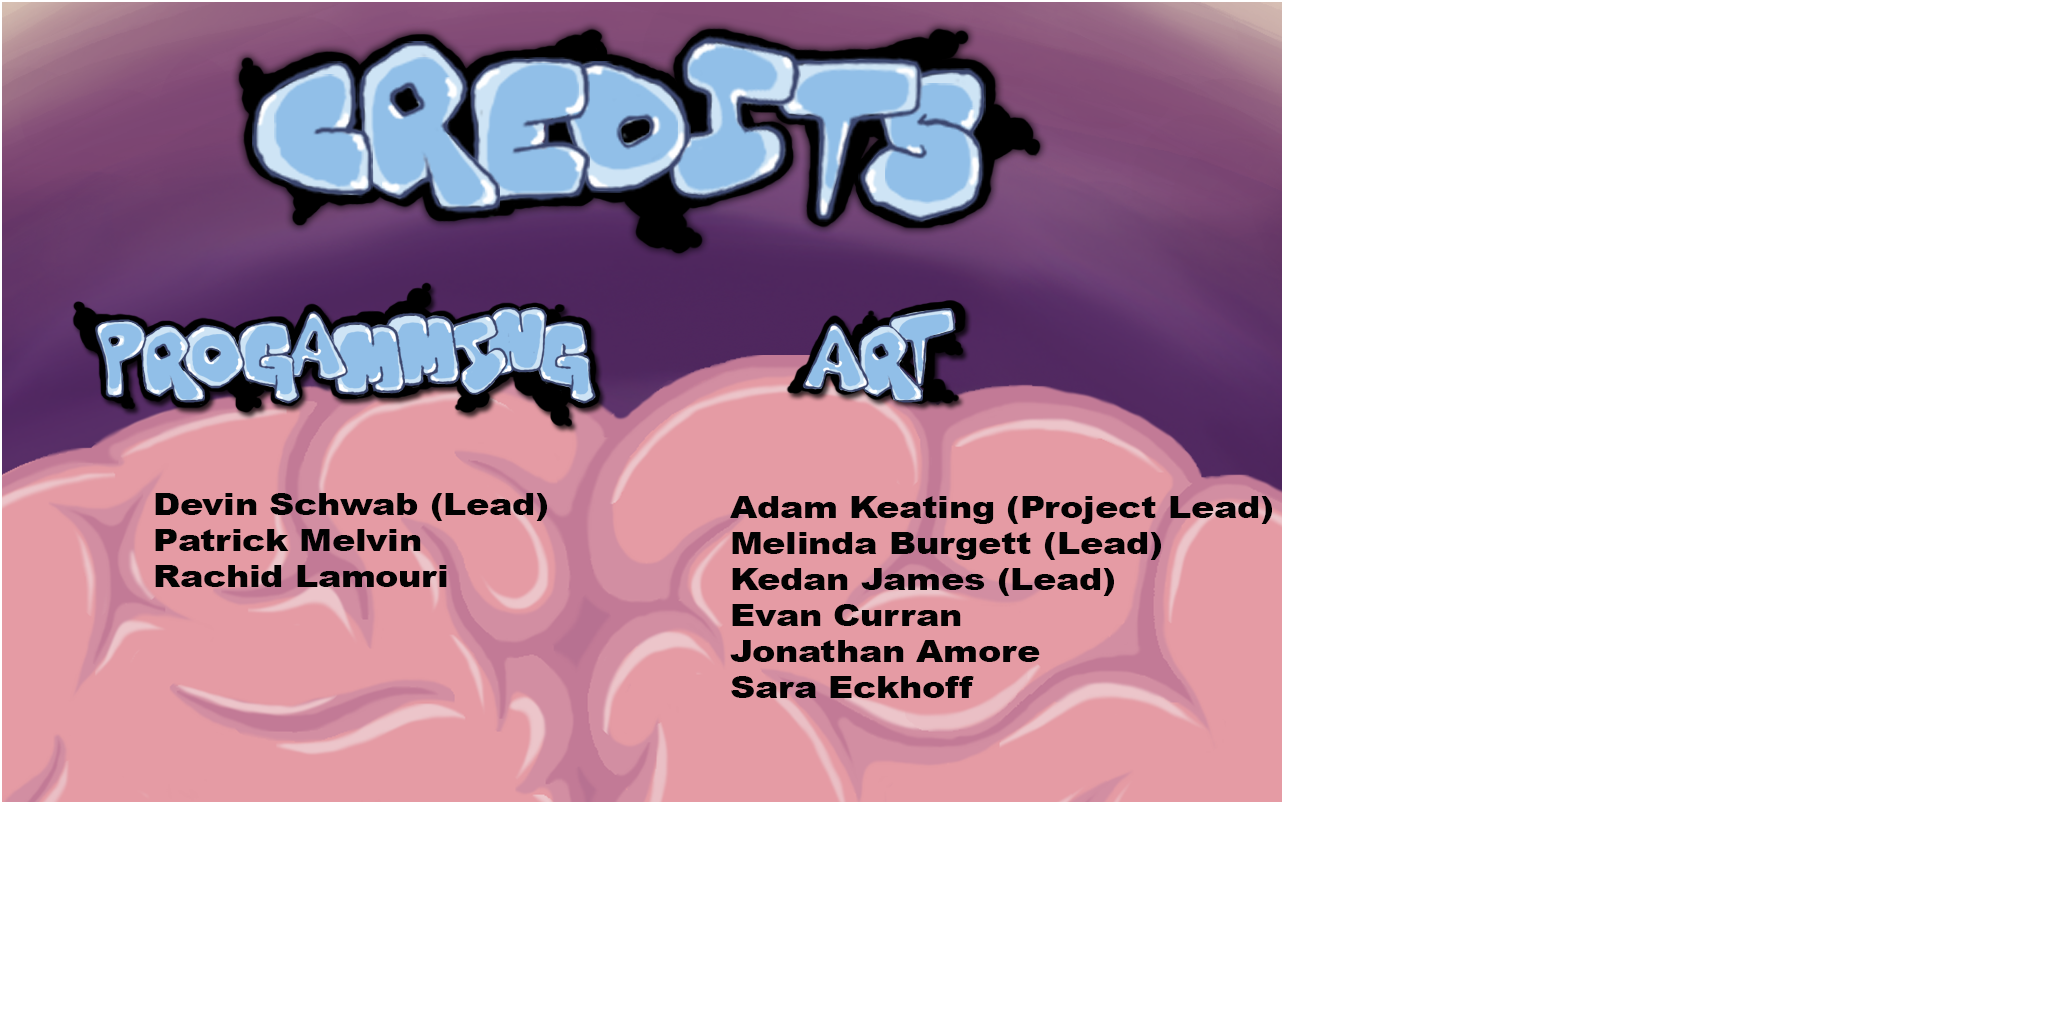 CREDITS
PROGAMMING
Devin Schwab (Lead)
Patrick Melvin
Rachid Lamouri
ART
Adam Keating (Project Lead)
Melinda Burgett (Lead)
Kedan James (Lead)
Evan Curran
Jonathan Amore
Sara Eckhoff